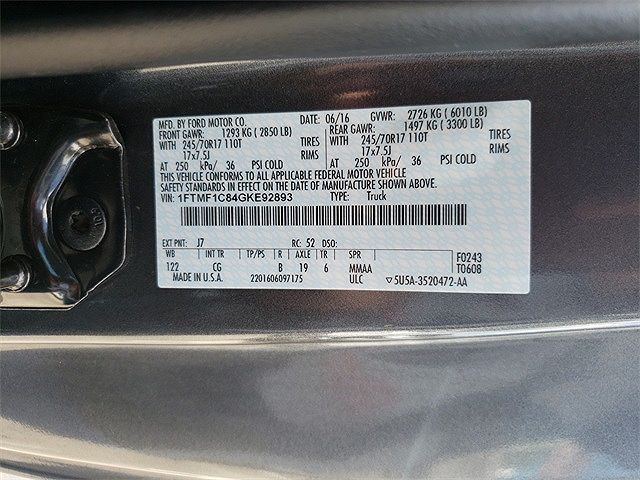 MFD. BY FORD MOTOR CO. DATE: 06/16 GVWR: 2726 KG ( 6010 LB)
FRONT GAWR: 1293 KG ( 2850 LB) REAR GAWR: 1497 KG ( 3300 LB)
WITH 245/70R17 110T TIRES WITH 245/70R17 110T TIRES
17x7.5J RIMS 17x7.5J RIMS
AT 250 kPa/ 36 PSI COLD AT 250 kPa/ 36 PSI COLD
THIS VEHICLE CONFORMS TO ALL APPLICABLE FEDERAL MOTOR VEHICLE
SAFETY STANDARDS IN EFFECT ON THE DATE OF MANUFACTURE SHOWN ABOVE.
VIN: 1FTMF1C84GKE92893 TYPE: Truck
EXT PNT: J7 RC: 52 DSO:
WB INT TR TP/PS R AXLE TR SPR F0243
122 CG B 19 6 MMAA T0608
MADE IN U.S.A. 2201606097175 ULC ▽5U5A-3520472-AA